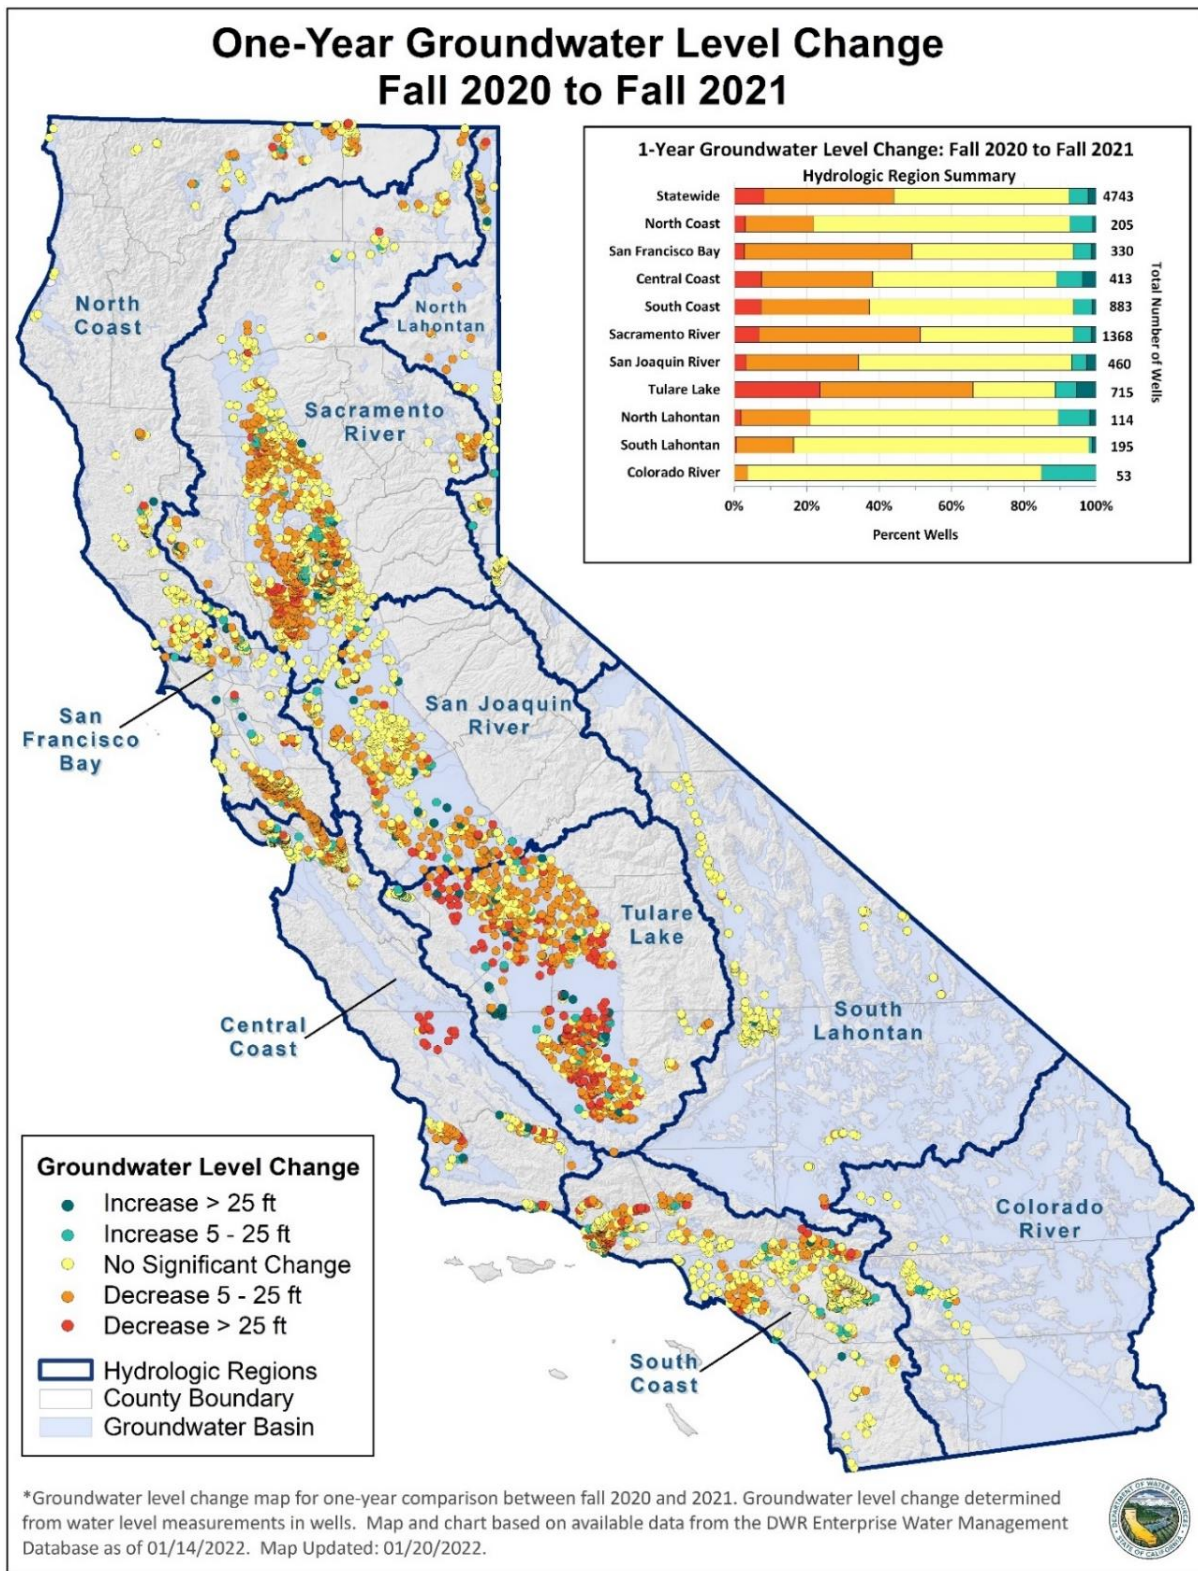 One-Year Groundwater Level Change
Fall 2020 to Fall 2021
1-Year Groundwater Level Change: Fall 2020 to Fall 2021
Hydrologic Region Summary
Statewide 4743
North Coast 205
San Francisco Bay 330
Central Coast 413
South Coast 883
Sacramento River 1368
San Joaquin River 460
Tulare Lake 715
North Lahontan 114
South Lahontan 195
Colorado River 53
0% 20% 40% 60% 80% 100%
Percent Wells
Total Number of Wells
North
Coast
North
Lahontan
Sacramento
River
San Joaquin
River
San
Francisco
Bay
Tulare
Lake
Central
Coast
South
Lahontan
Colorado
River
South
Coast
Groundwater Level Change
Increase > 25 ft
Increase 5 - 25 ft
No Significant Change
Decrease 5 - 25 ft
Decrease > 25 ft
Hydrologic Regions
County Boundary
Groundwater Basin
*Groundwater level change map for one-year comparison between fall 2020 and 2021. Groundwater level change determined
from water level measurements in wells. Map and chart based on available data from the DWR Enterprise Water Management
Database as of 01/14/2022. Map Updated: 01/20/2022.
DEPARTMENT OF WATER RESOURCES
STATE OF CALIFORNIA